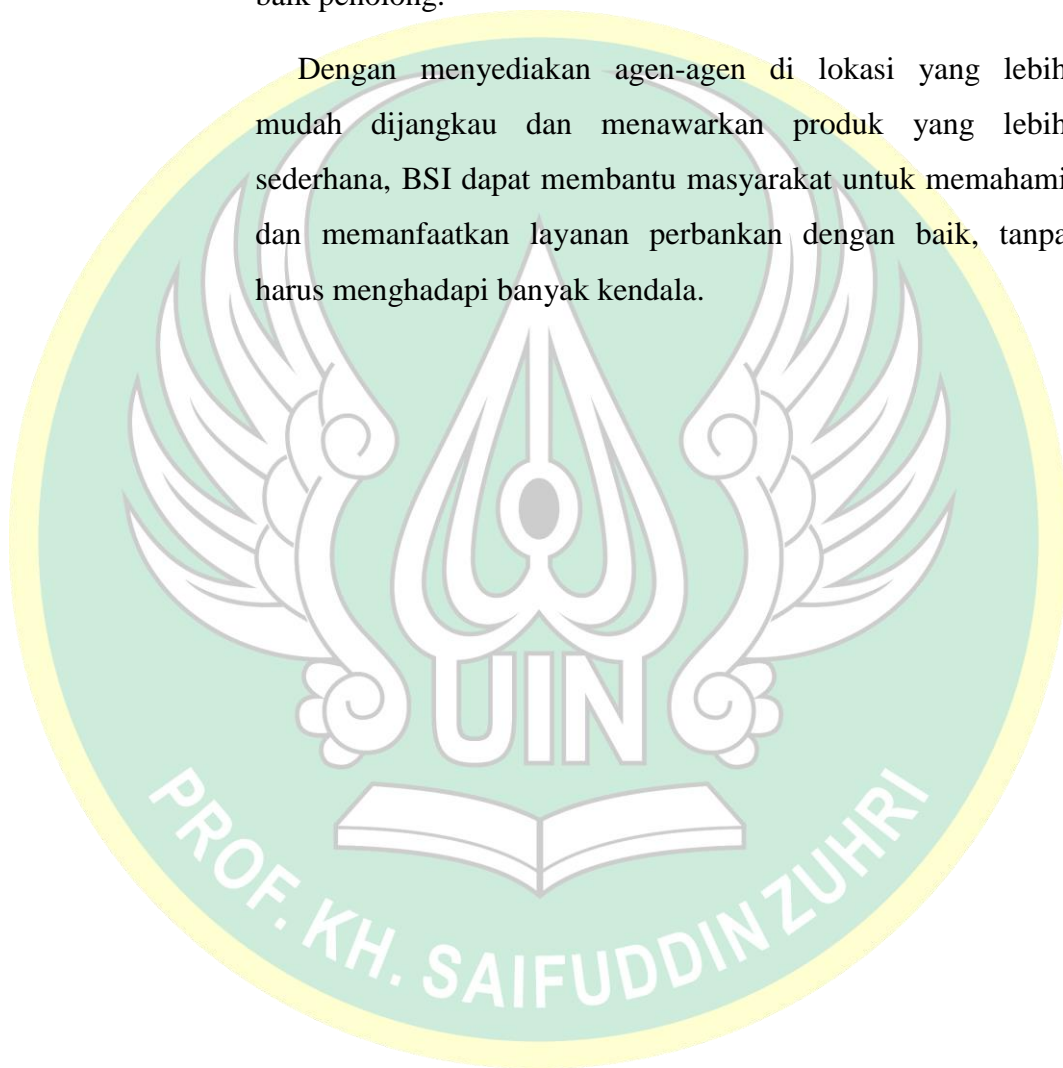 baik penolong.
Dengan menyediakan agen-agen di lokasi yang lebih
mudah dijangkau dan menawarkan produk yang lebih
sederhana, BSI dapat membantu masyarakat untuk memahami
dan memanfaatkan layanan perbankan dengan baik, tanpa
harus menghadapi banyak kendala.
UIN
PROF. KH. SAIFUDDIN ZUHRI